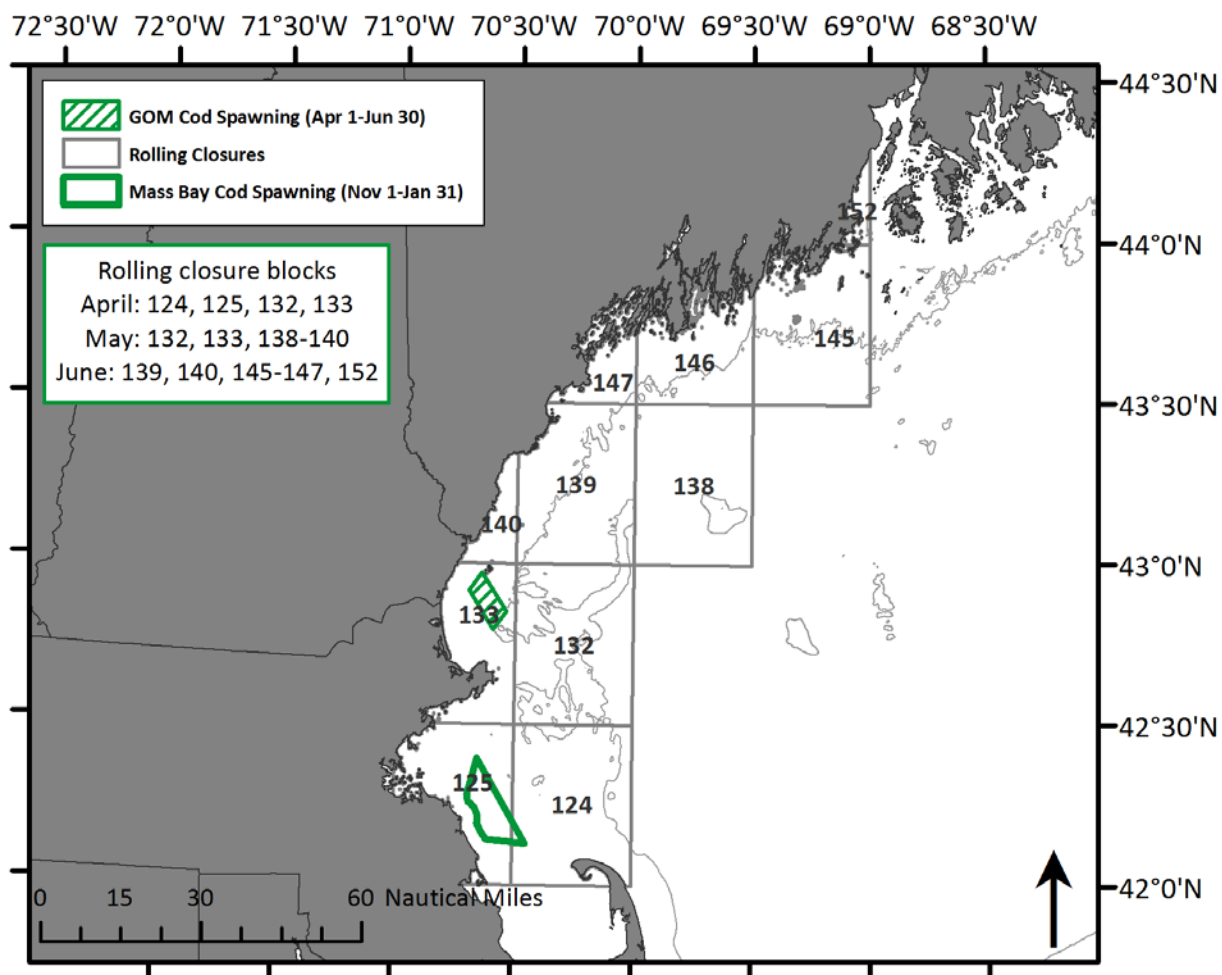 72°30'W 72°0'W 71°30'W 71°0'W 70°30'W 70°0'W 69°30'W 69°0'W 68°30'W
44°30'N
GOM Cod Spawning (Apr 1-Jun 30)
Rolling Closures
Mass Bay Cod Spawning (Nov 1-Jan 31)
152
44°0'N
Rolling closure blocks
April: 124, 125, 132, 133
May: 132, 133, 138-140
June: 139, 140, 145-147, 152
145
146
147
43°30'N
139
138
140
43°0'N
133
132
42°30'N
125
124
42°0'N
0 15 30 60 Nautical Miles